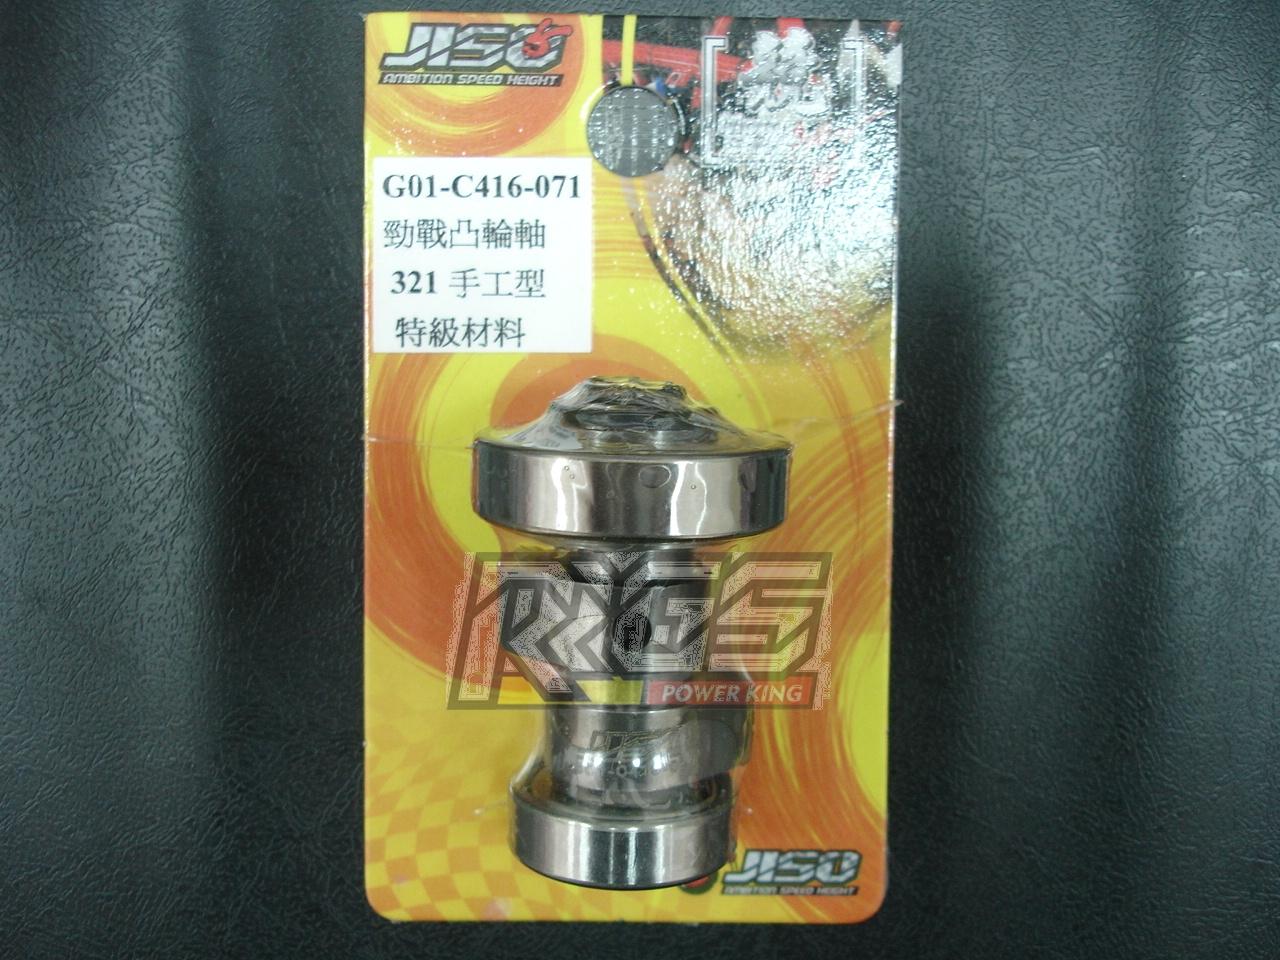 JISO
AMBITION SPEED HEIGHT
G01-C416-071
勁戰凸輪軸
321 手工型
特級材料
RXGS
POWER KING
JISO
AMBITION SPEED HEIGHT